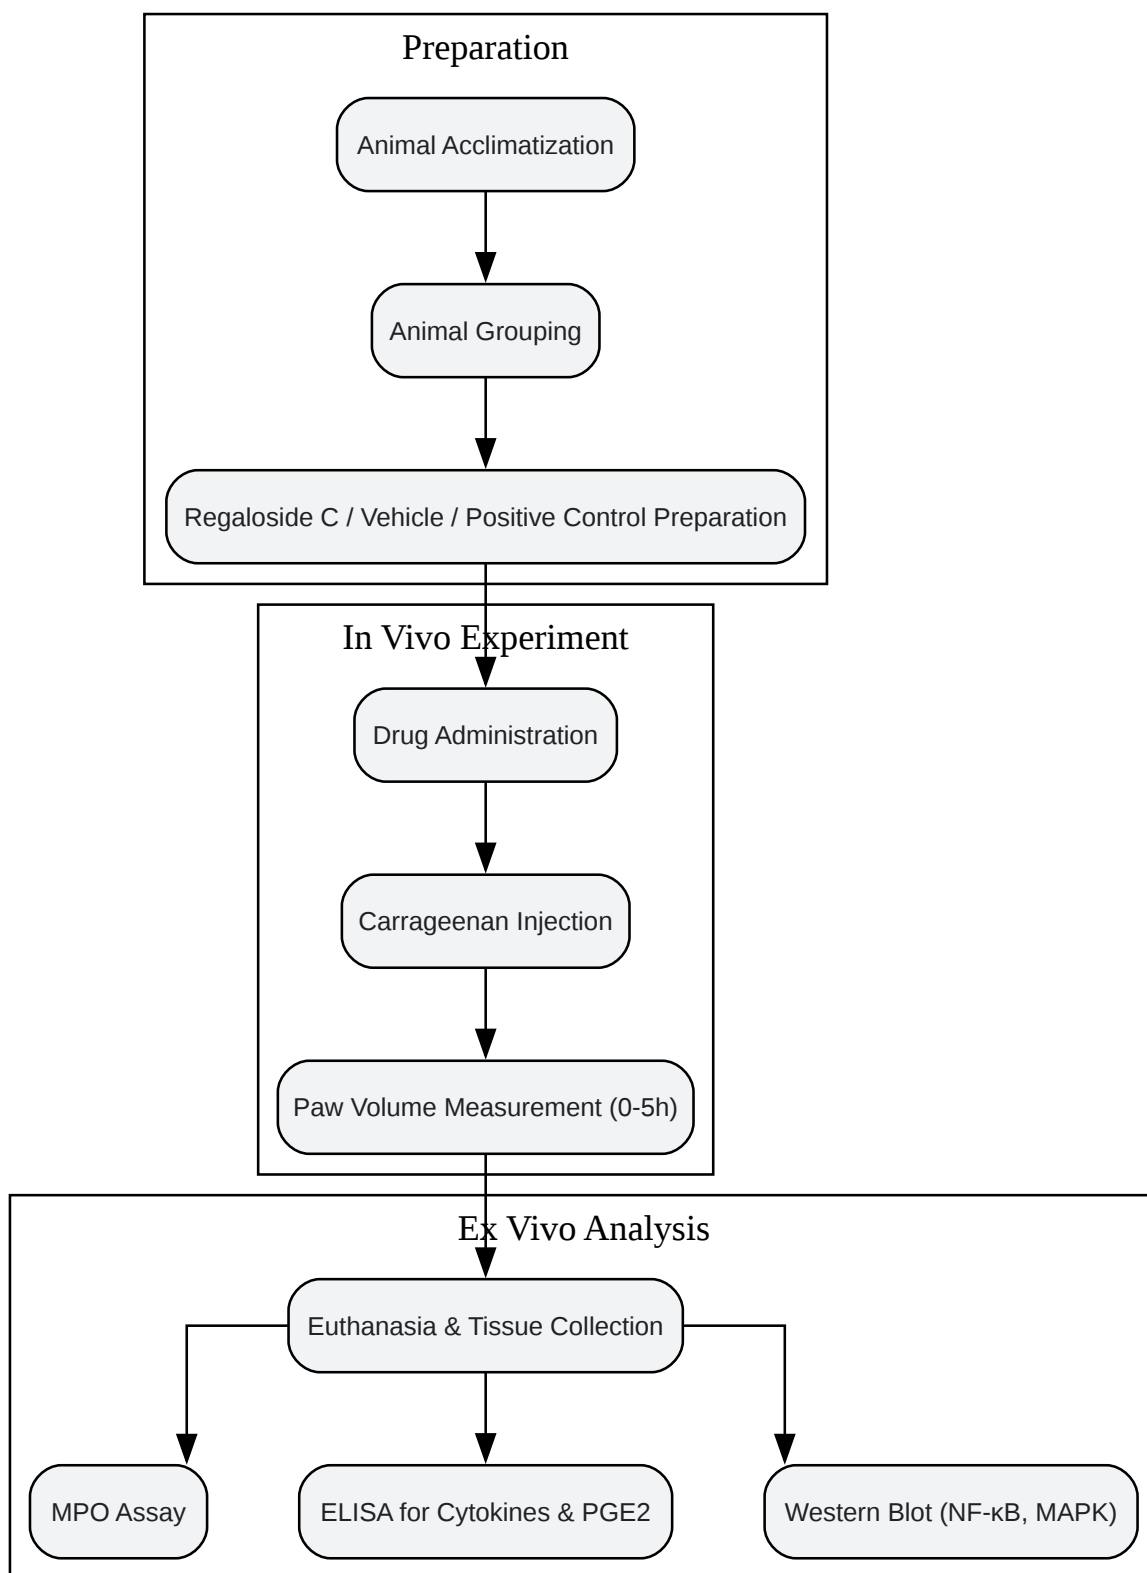 Preparation
Animal Acclimatization
Animal Grouping
Regaloside C / Vehicle / Positive Control Preparation
In Vivo Experiment
Drug Administration
Carrageenan Injection
Paw Volume Measurement (0-5h)
Ex Vivo Analysis
Euthanasia & Tissue Collection
MPO Assay
ELISA for Cytokines & PGE2
Western Blot (NF-κB, MAPK)